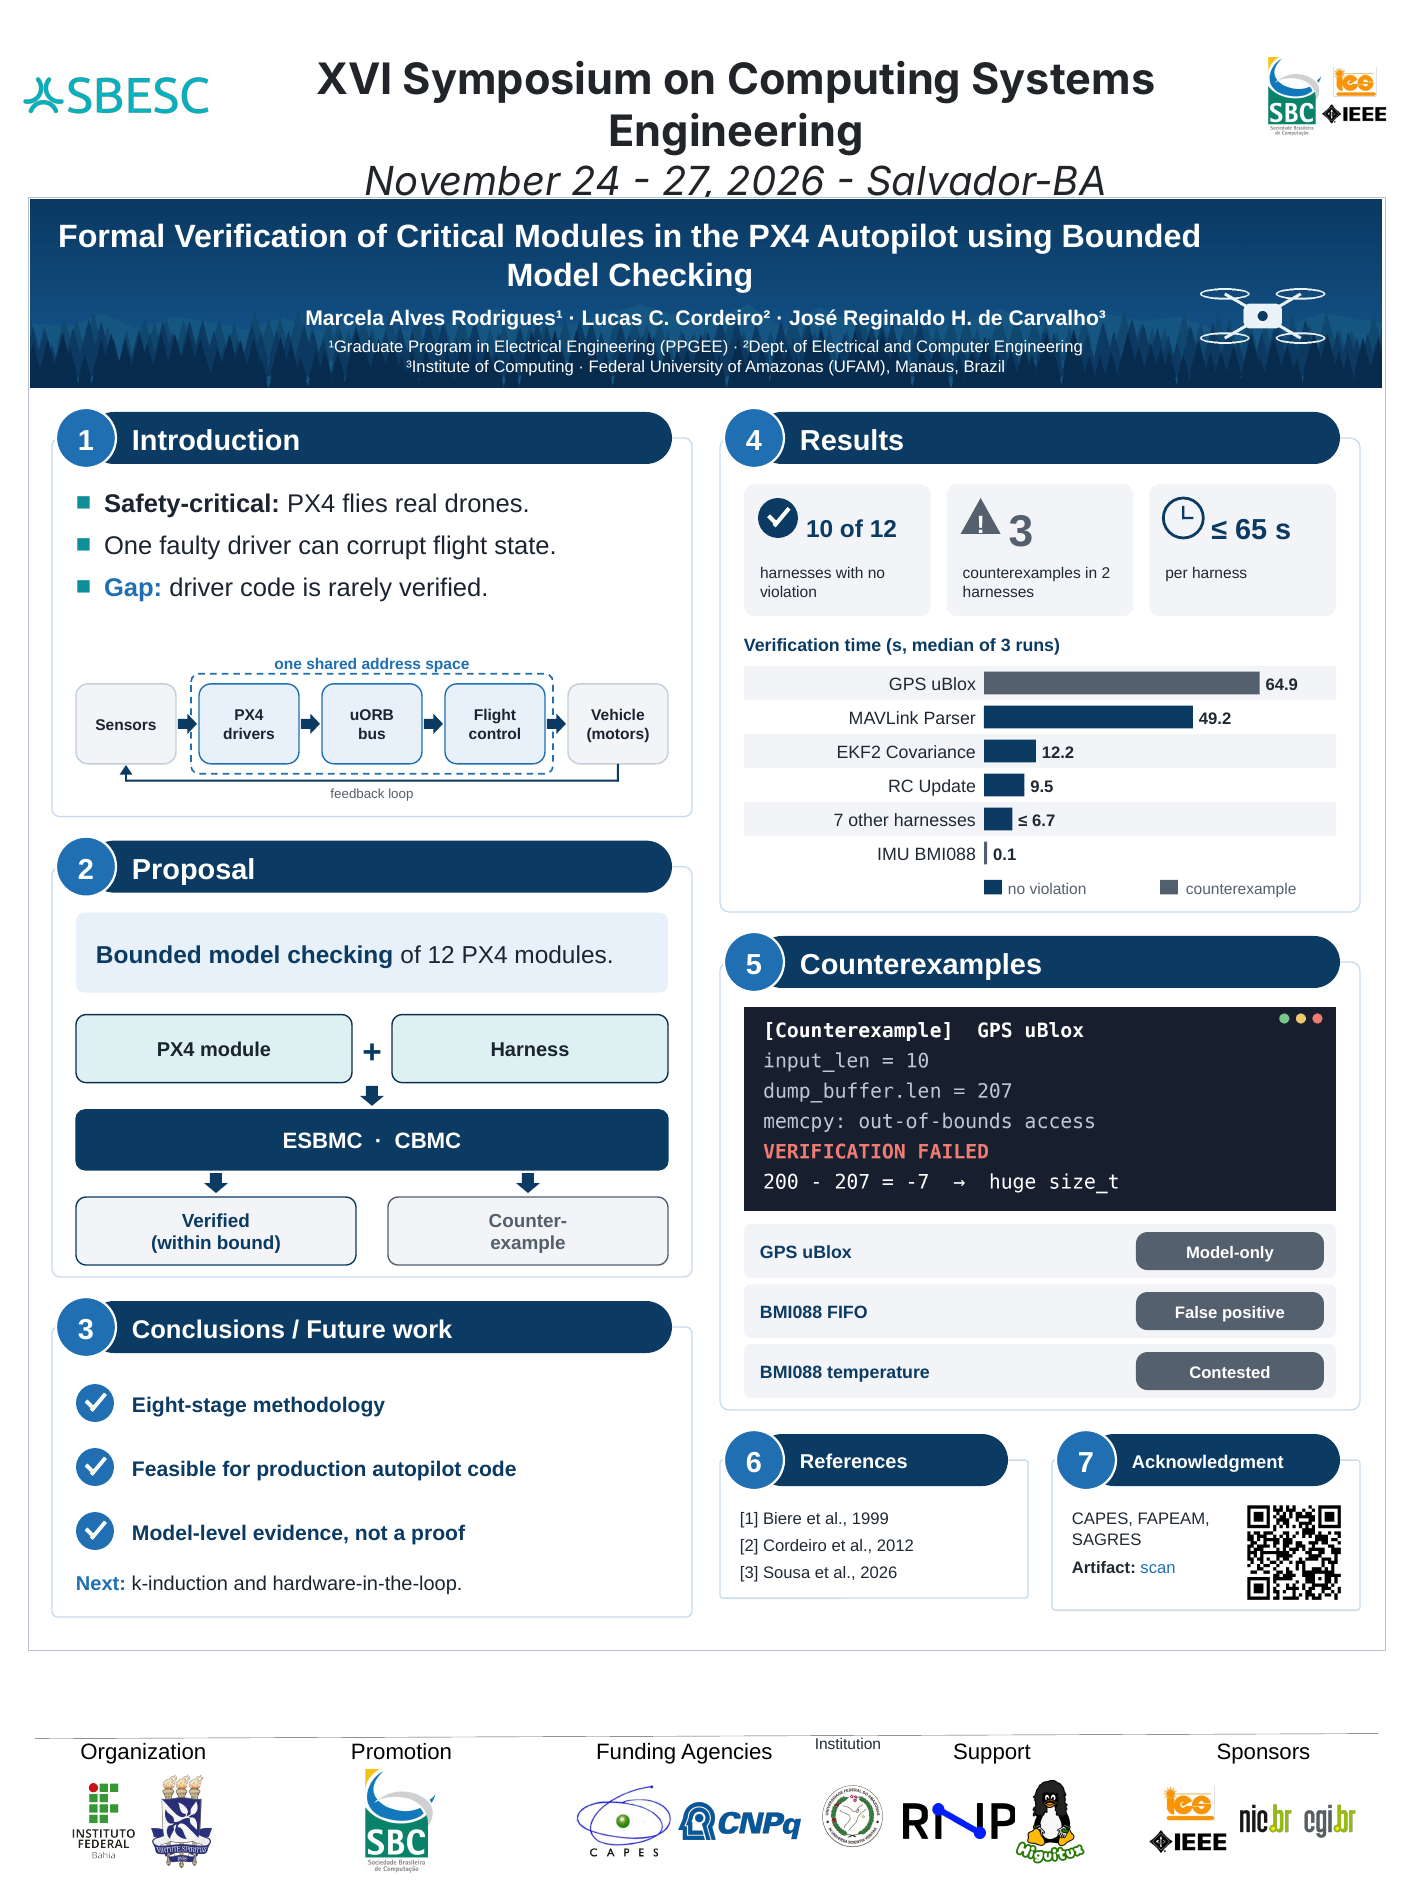 SBESC
XVI Symposium on Computing Systems
Engineering
November 24 - 27, 2026 - Salvador-BA
SBC
Sociedade Brasileira
de Computação
ies
IEEE
Formal Verification of Critical Modules in the PX4 Autopilot using Bounded
Model Checking
Marcela Alves Rodrigues¹ · Lucas C. Cordeiro² · José Reginaldo H. de Carvalho³
¹Graduate Program in Electrical Engineering (PPGEE) · ²Dept. of Electrical and Computer Engineering
³Institute of Computing · Federal University of Amazonas (UFAM), Manaus, Brazil
1 Introduction
Safety-critical: PX4 flies real drones.
One faulty driver can corrupt flight state.
Gap: driver code is rarely verified.
one shared address space
Sensors
PX4
drivers
uORB
bus
Flight
control
Vehicle
(motors)
feedback loop
2 Proposal
Bounded model checking of 12 PX4 modules.
PX4 module + Harness
ESBMC · CBMC
Verified
(within bound)
Counter-
example
3 Conclusions / Future work
Eight-stage methodology
Feasible for production autopilot code
Model-level evidence, not a proof
Next: k-induction and hardware-in-the-loop.
4 Results
10 of 12
harnesses with no
violation
3
counterexamples in 2
harnesses
≤ 65 s
per harness
Verification time (s, median of 3 runs)
GPS uBlox 64.9
MAVLink Parser 49.2
EKF2 Covariance 12.2
RC Update 9.5
7 other harnesses ≤ 6.7
IMU BMI088 0.1
no violation counterexample
5 Counterexamples
[Counterexample] GPS uBlox
input_len = 10
dump_buffer.len = 207
memcpy: out-of-bounds access
VERIFICATION FAILED
200 - 207 = -7 → huge size_t
GPS uBlox Model-only
BMI088 FIFO False positive
BMI088 temperature Contested
6 References
[1] Biere et al., 1999
[2] Cordeiro et al., 2012
[3] Sousa et al., 2026
7 Acknowledgment
CAPES, FAPEAM,
SAGRES
Artifact: scan
Organization
Promotion
Funding Agencies
Institution
Support
Sponsors
INSTITUTO
FEDERAL
Bahia
VIRTUTE SPIRITUS
SBC
Sociedade Brasileira
de Computação
CAPES
CNPq
RNP
Higuitux
ies
IEEE
nic.br
cgi.br